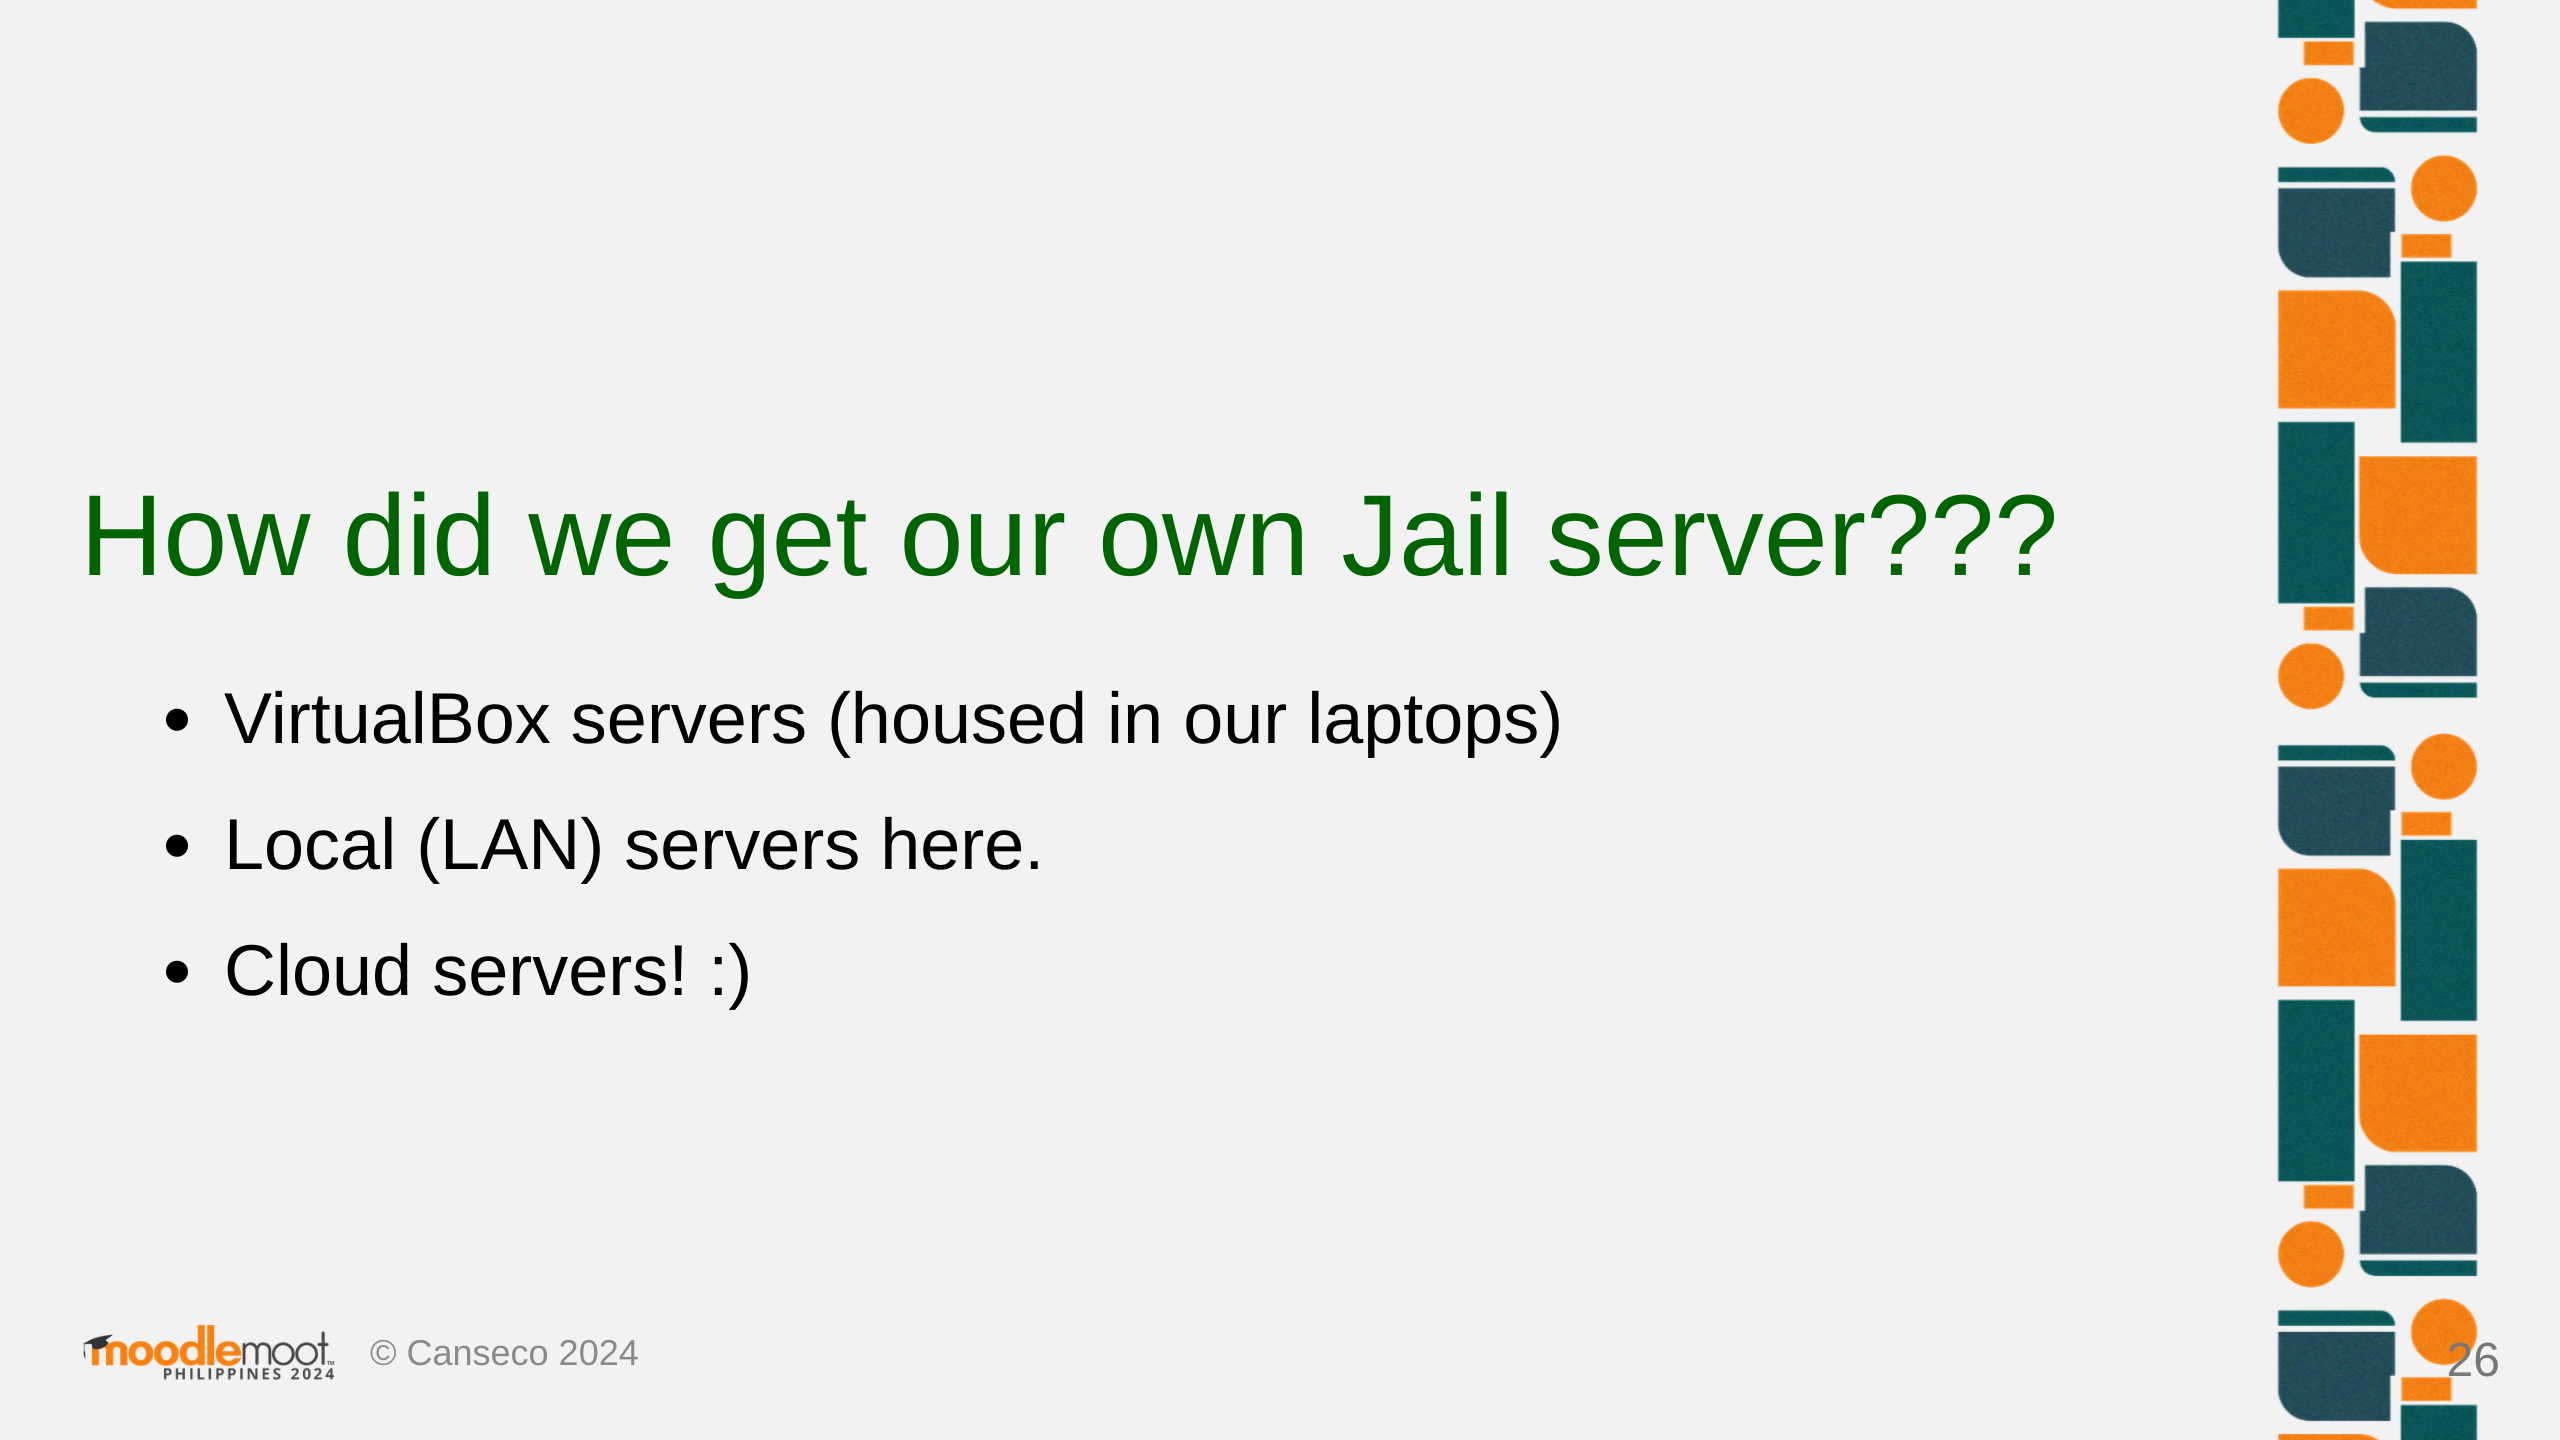 How did we get our own Jail server???
• VirtualBox servers (housed in our laptops)
• Local (LAN) servers here.
• Cloud servers! :)
moodlemoot™
PHILIPPINES 2024
© Canseco 2024
26